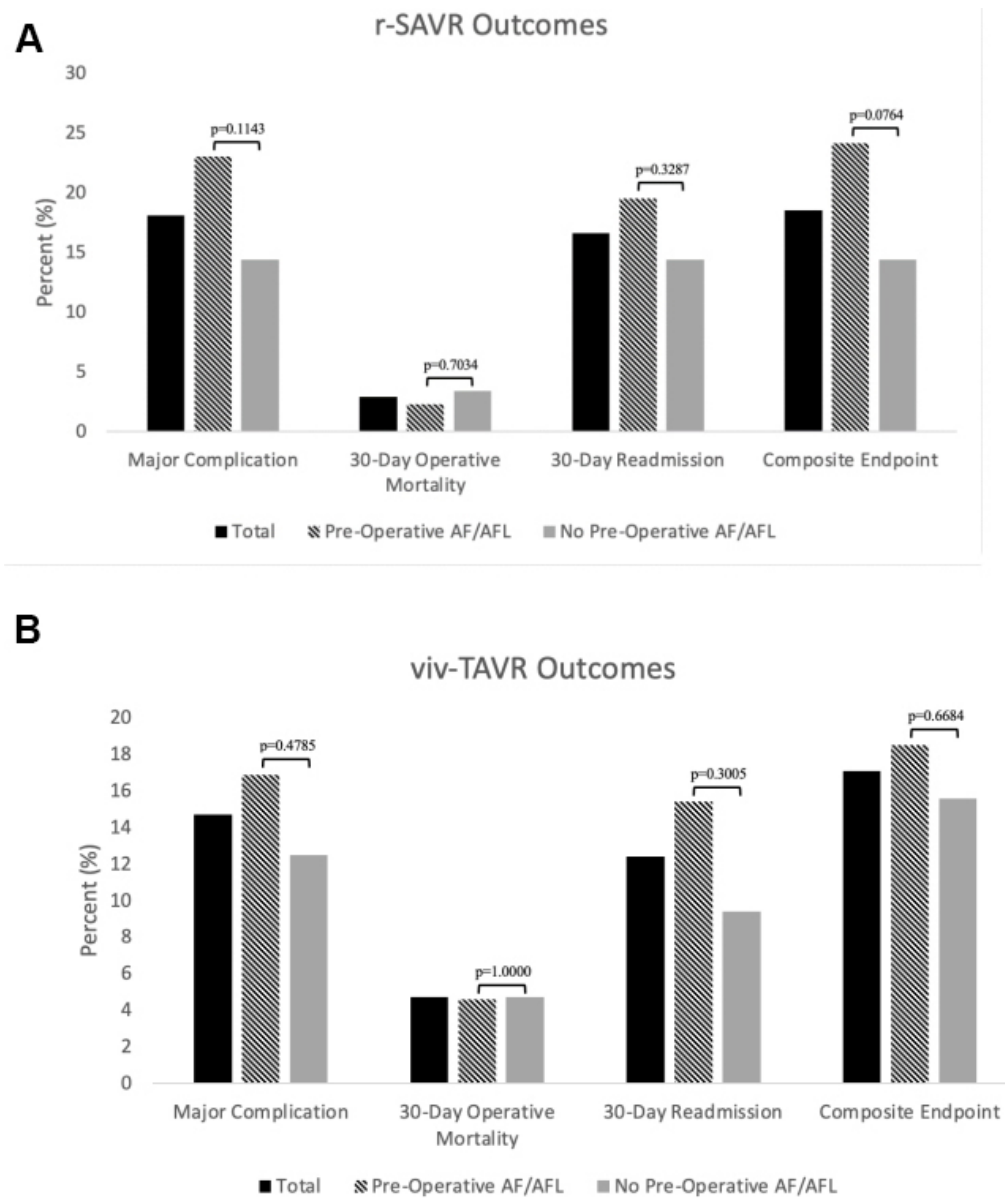 A
r-SAVR Outcomes
30
25
20
15
10
5
0
Percent (%)
p=0.1143
p=0.7034
p=0.3287
p=0.0764
Major Complication
30-Day Operative
Mortality
30-Day Readmission
Composite Endpoint
Total
Pre-Operative AF/AFL
No Pre-Operative AF/AFL
B
viv-TAVR Outcomes
20
18
16
14
12
10
8
6
4
2
0
Percent (%)
p=0.4785
p=1.0000
p=0.3005
p=0.6684
Major Complication
30-Day Operative
Mortality
30-Day Readmission
Composite Endpoint
Total
Pre-Operative AF/AFL
No Pre-Operative AF/AFL